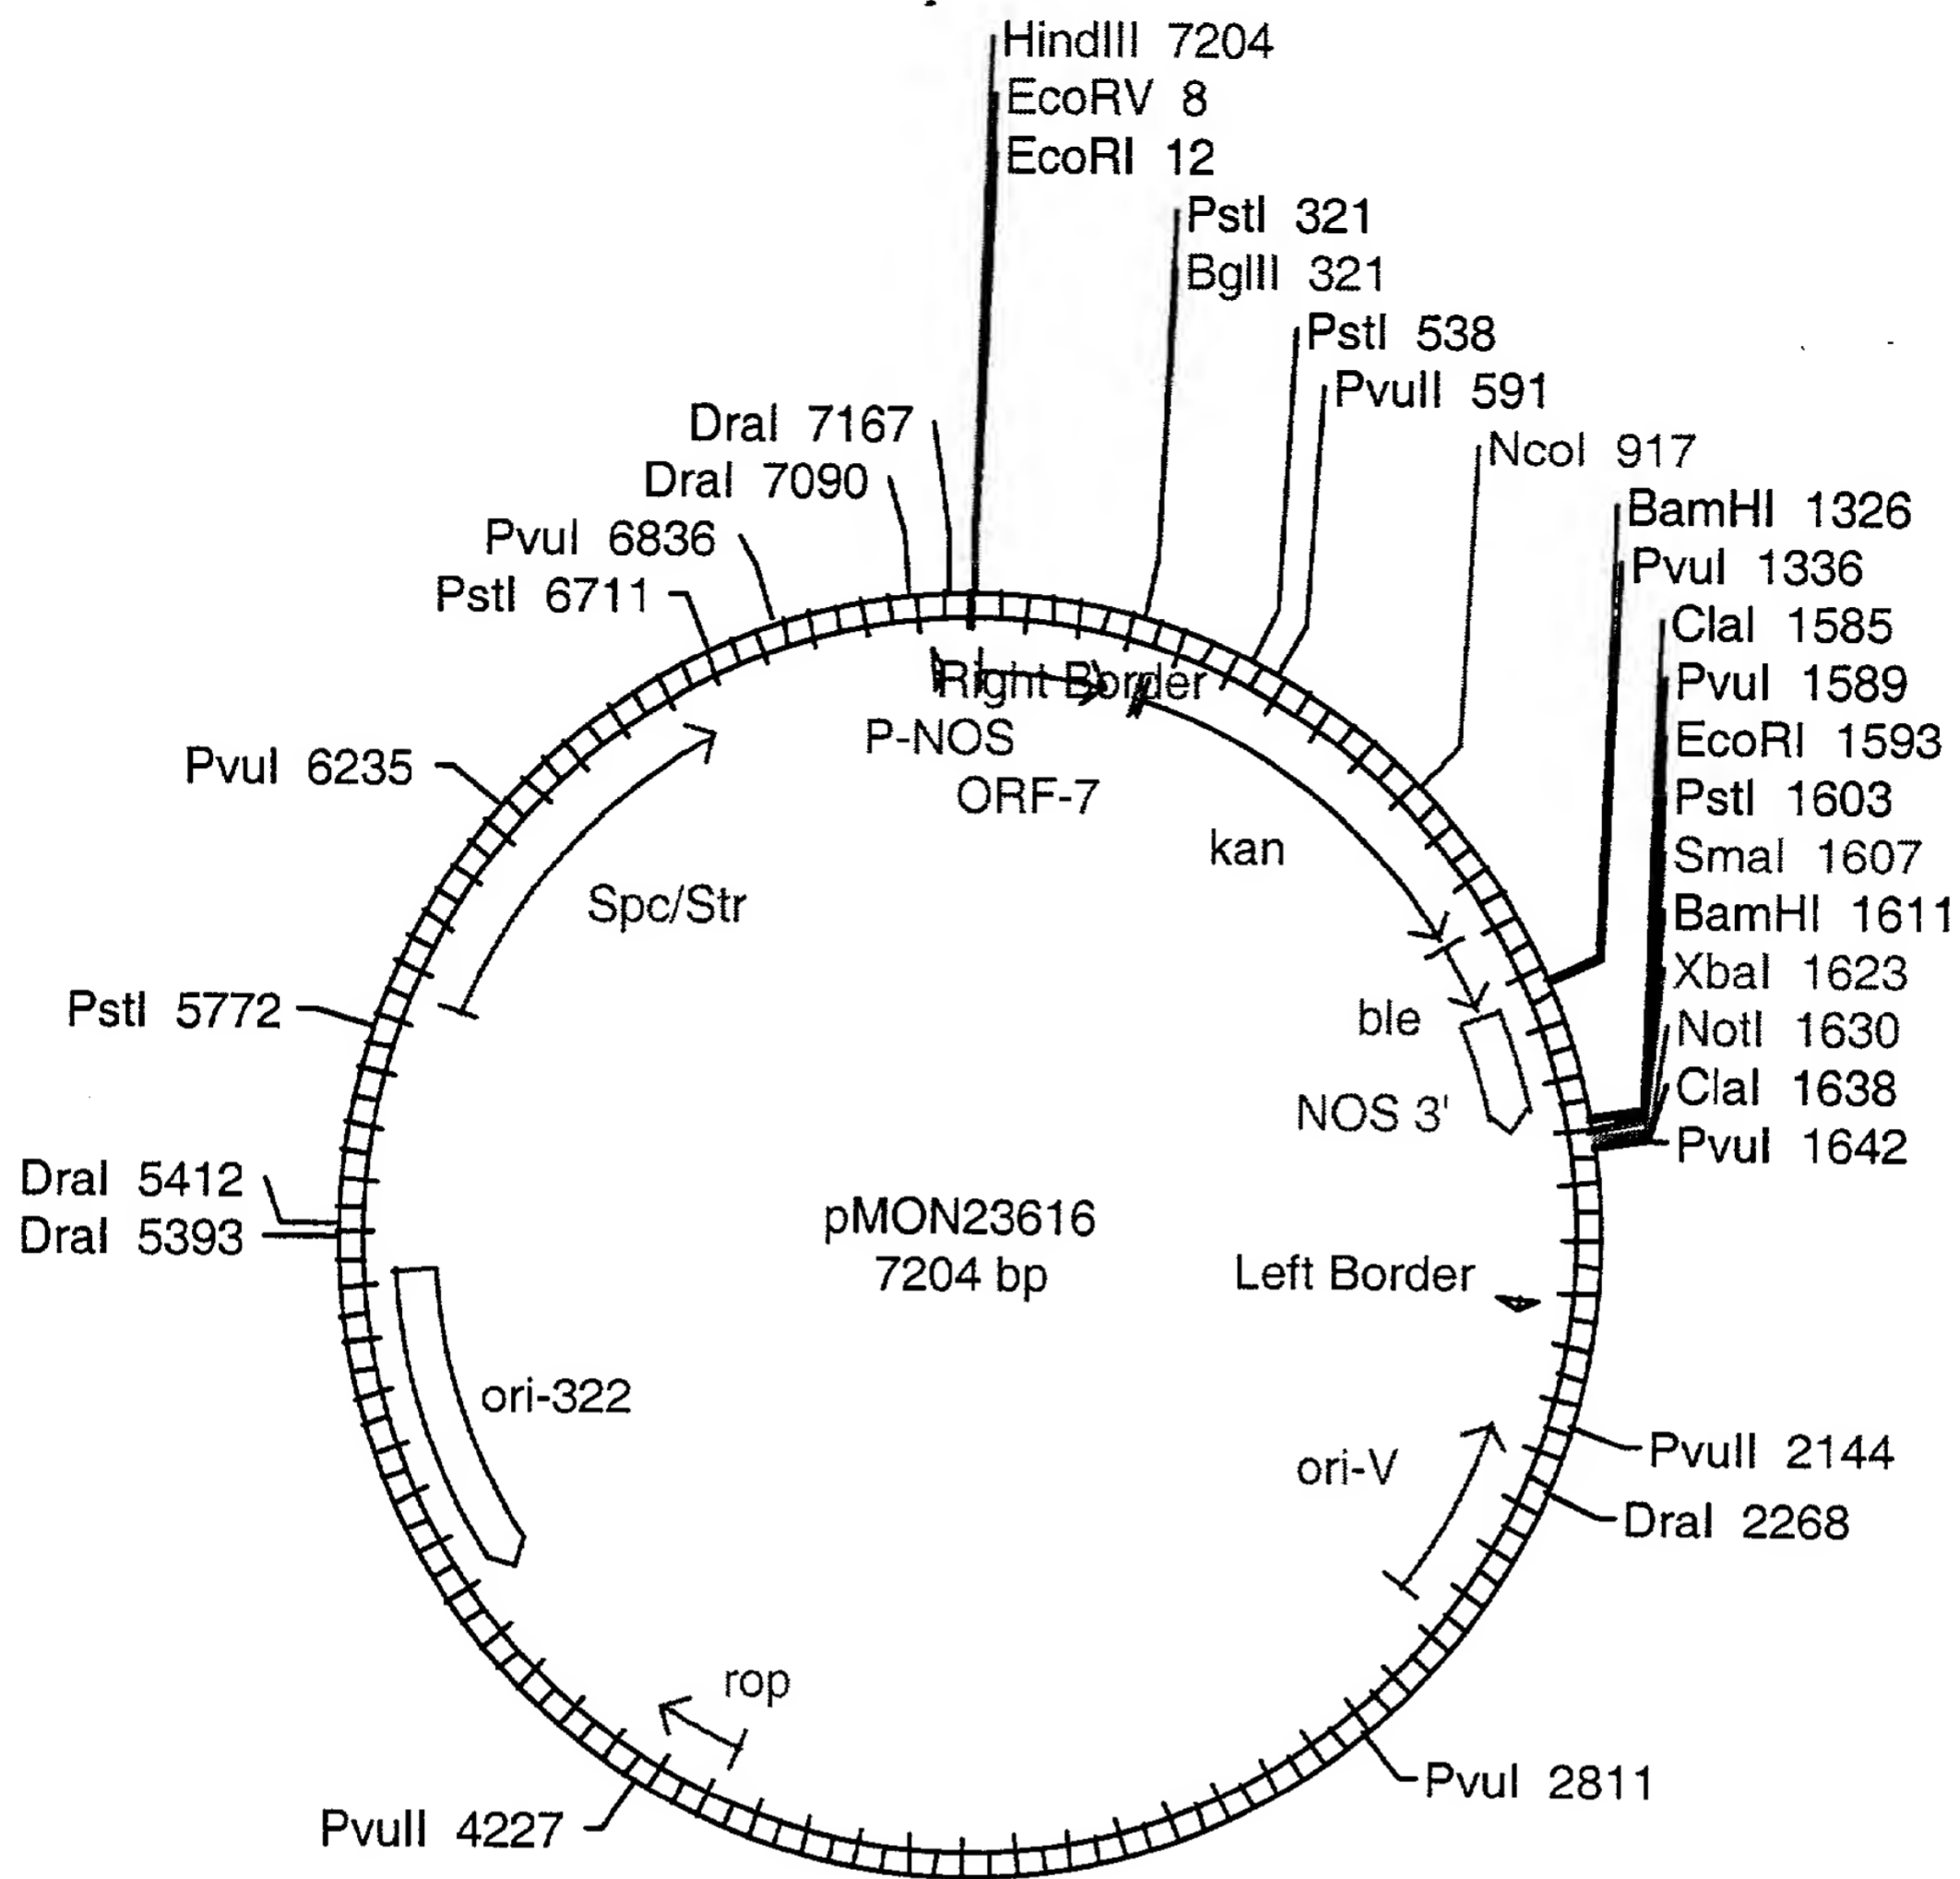 HindIII 7204
EcoRV 8
EcoRI 12
PstI 321
BglII 321
PstI 538
PvuII 591
DraI 7167
NcoI 917
DraI 7090
BamHI 1326
PvuI 6836
PvuI 1336
PstI 6711
ClaI 1585
Right Border
PvuI 1589
P-NOS
EcoRI 1593
PvuI 6235
ORF-7
PstI 1603
kan
SmaI 1607
Spc/Str
BamHI 1611
XbaI 1623
PstI 5772
ble
NotI 1630
ClaI 1638
NOS 3'
PvuI 1642
DraI 5412
pMON23616
DraI 5393
7204 bp
Left Border
ori-322
PvuII 2144
ori-V
DraI 2268
rop
PvuI 2811
PvuII 4227